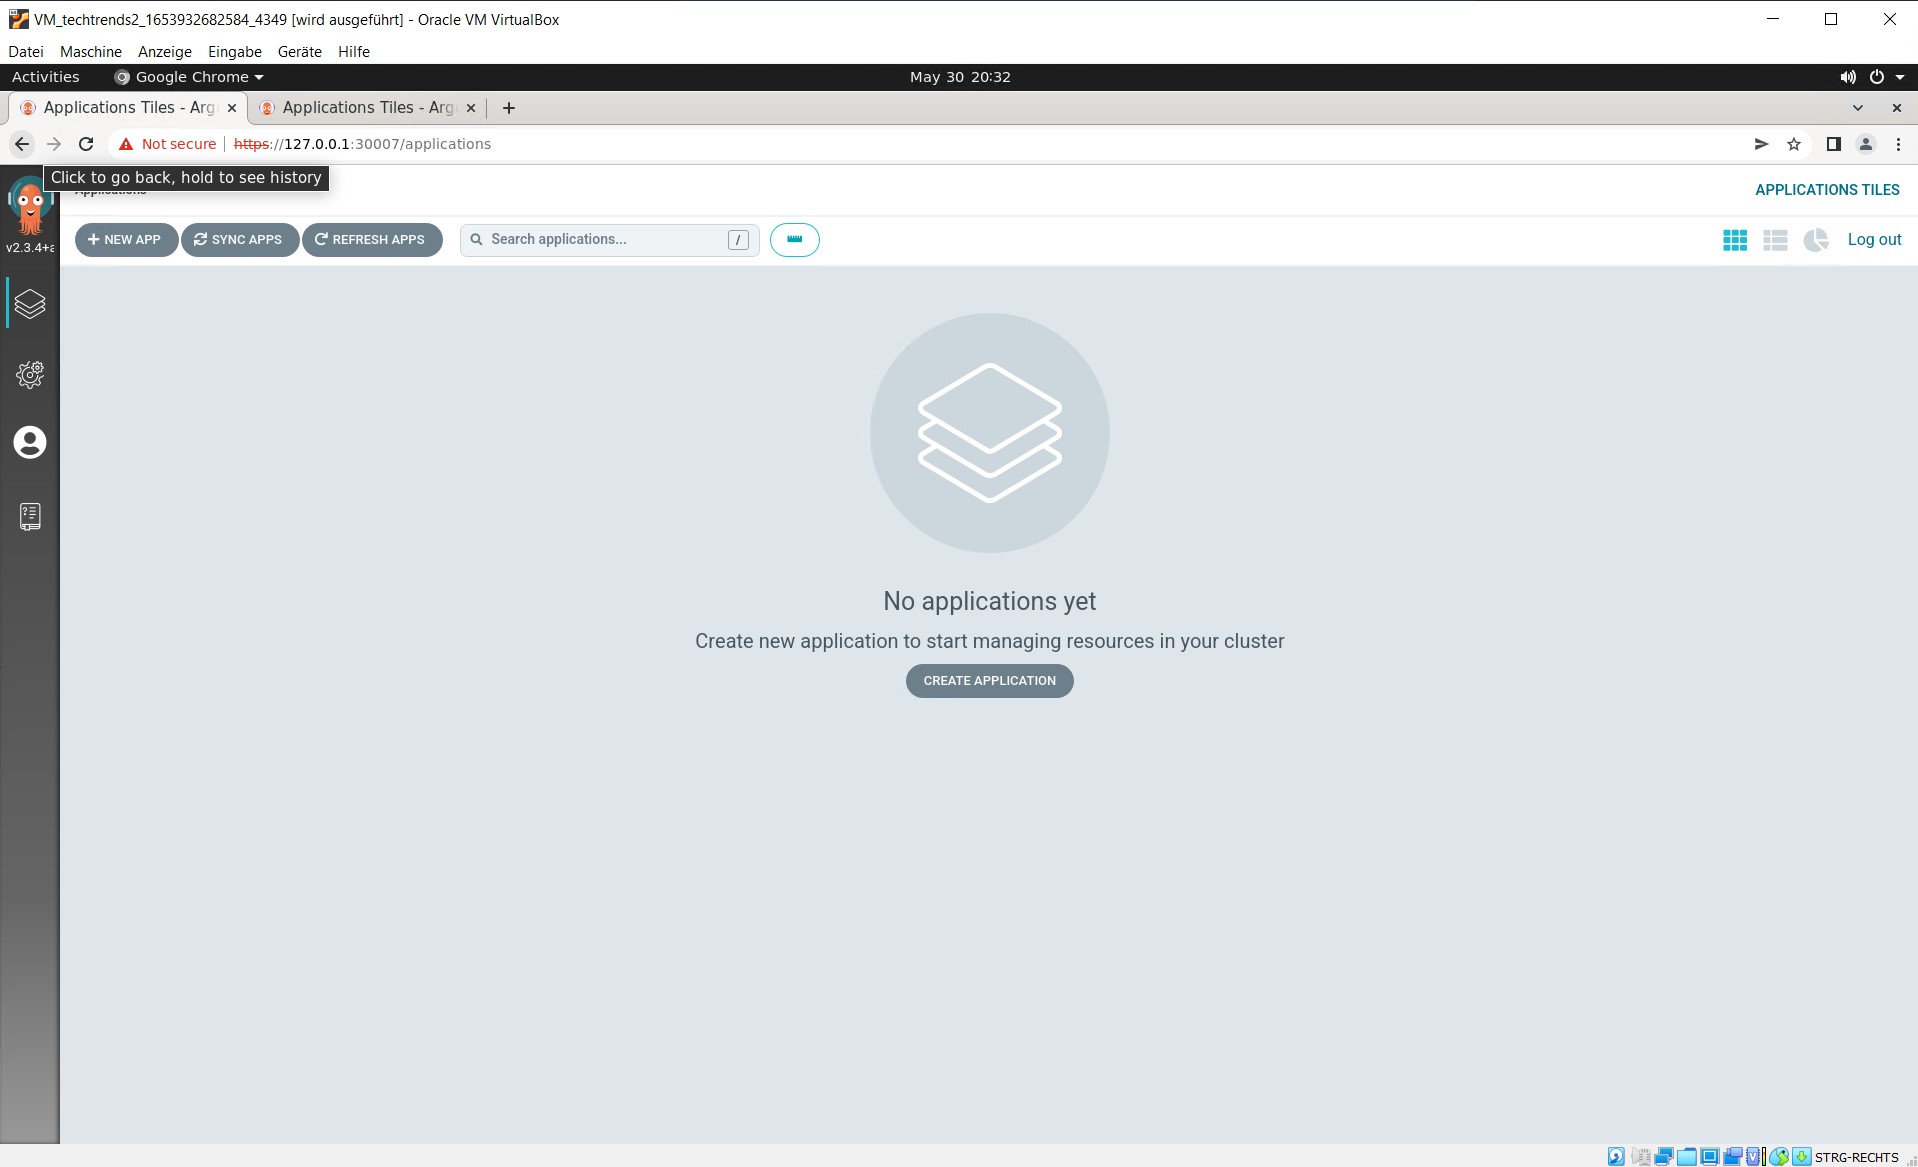 VM_techtrends2_1653932682584_4349 [wird ausgeführt] - Oracle VM VirtualBox
Datei Maschine Anzeige Eingabe Geräte Hilfe
Activities Google Chrome May 30 20:32
Applications Tiles - Arg Applications Tiles - Arg
Not secure https://127.0.0.1:30007/applications
Click to go back, hold to see history
Applications
APPLICATIONS TILES
v2.3.4+a
NEW APP SYNC APPS REFRESH APPS Search applications... / Log out
No applications yet
Create new application to start managing resources in your cluster
CREATE APPLICATION
STRG-RECHTS